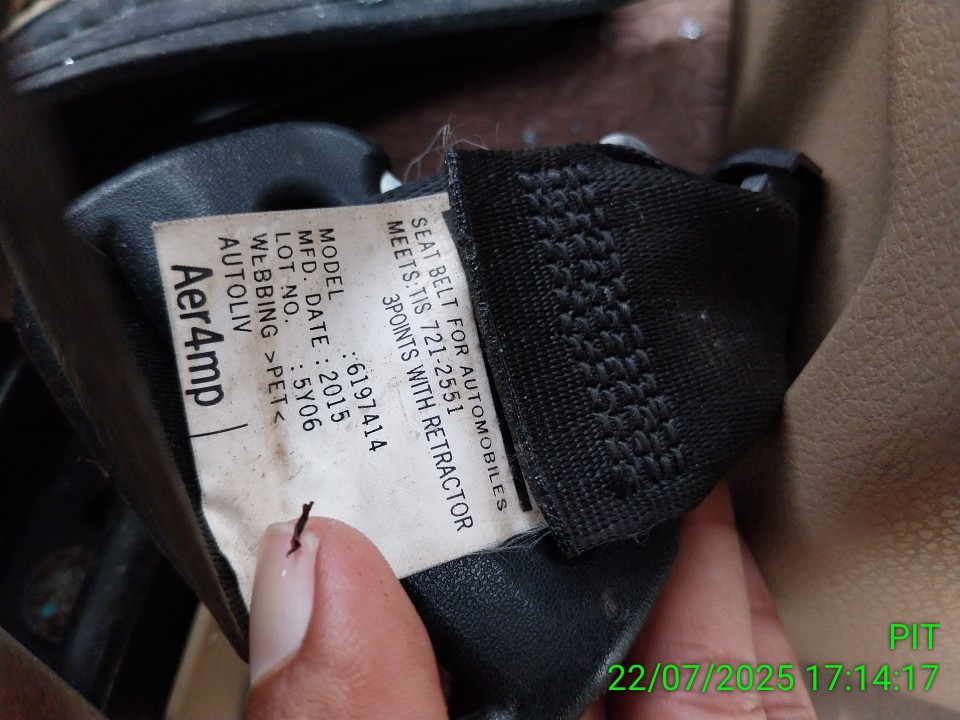 SEAT BELT FOR AUTOMOBILES
MEETS:TIS 721-2551
3POINTS WITH RETRACTOR
MODEL :6197414
MFD. DATE : 2015
LOT NO. : 5Y06
WEBBING >PET<
AUTOLIV
Aer4mp
PIT
22/07/2025 17:14:17